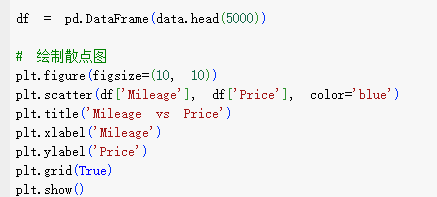 df = pd.DataFrame(data.head(5000))
# 绘制散点图
plt.figure(figsize=(10, 10))
plt.scatter(df['Mileage'], df['Price'], color='blue')
plt.title('Mileage vs Price')
plt.xlabel('Mileage')
plt.ylabel('Price')
plt.grid(True)
plt.show()